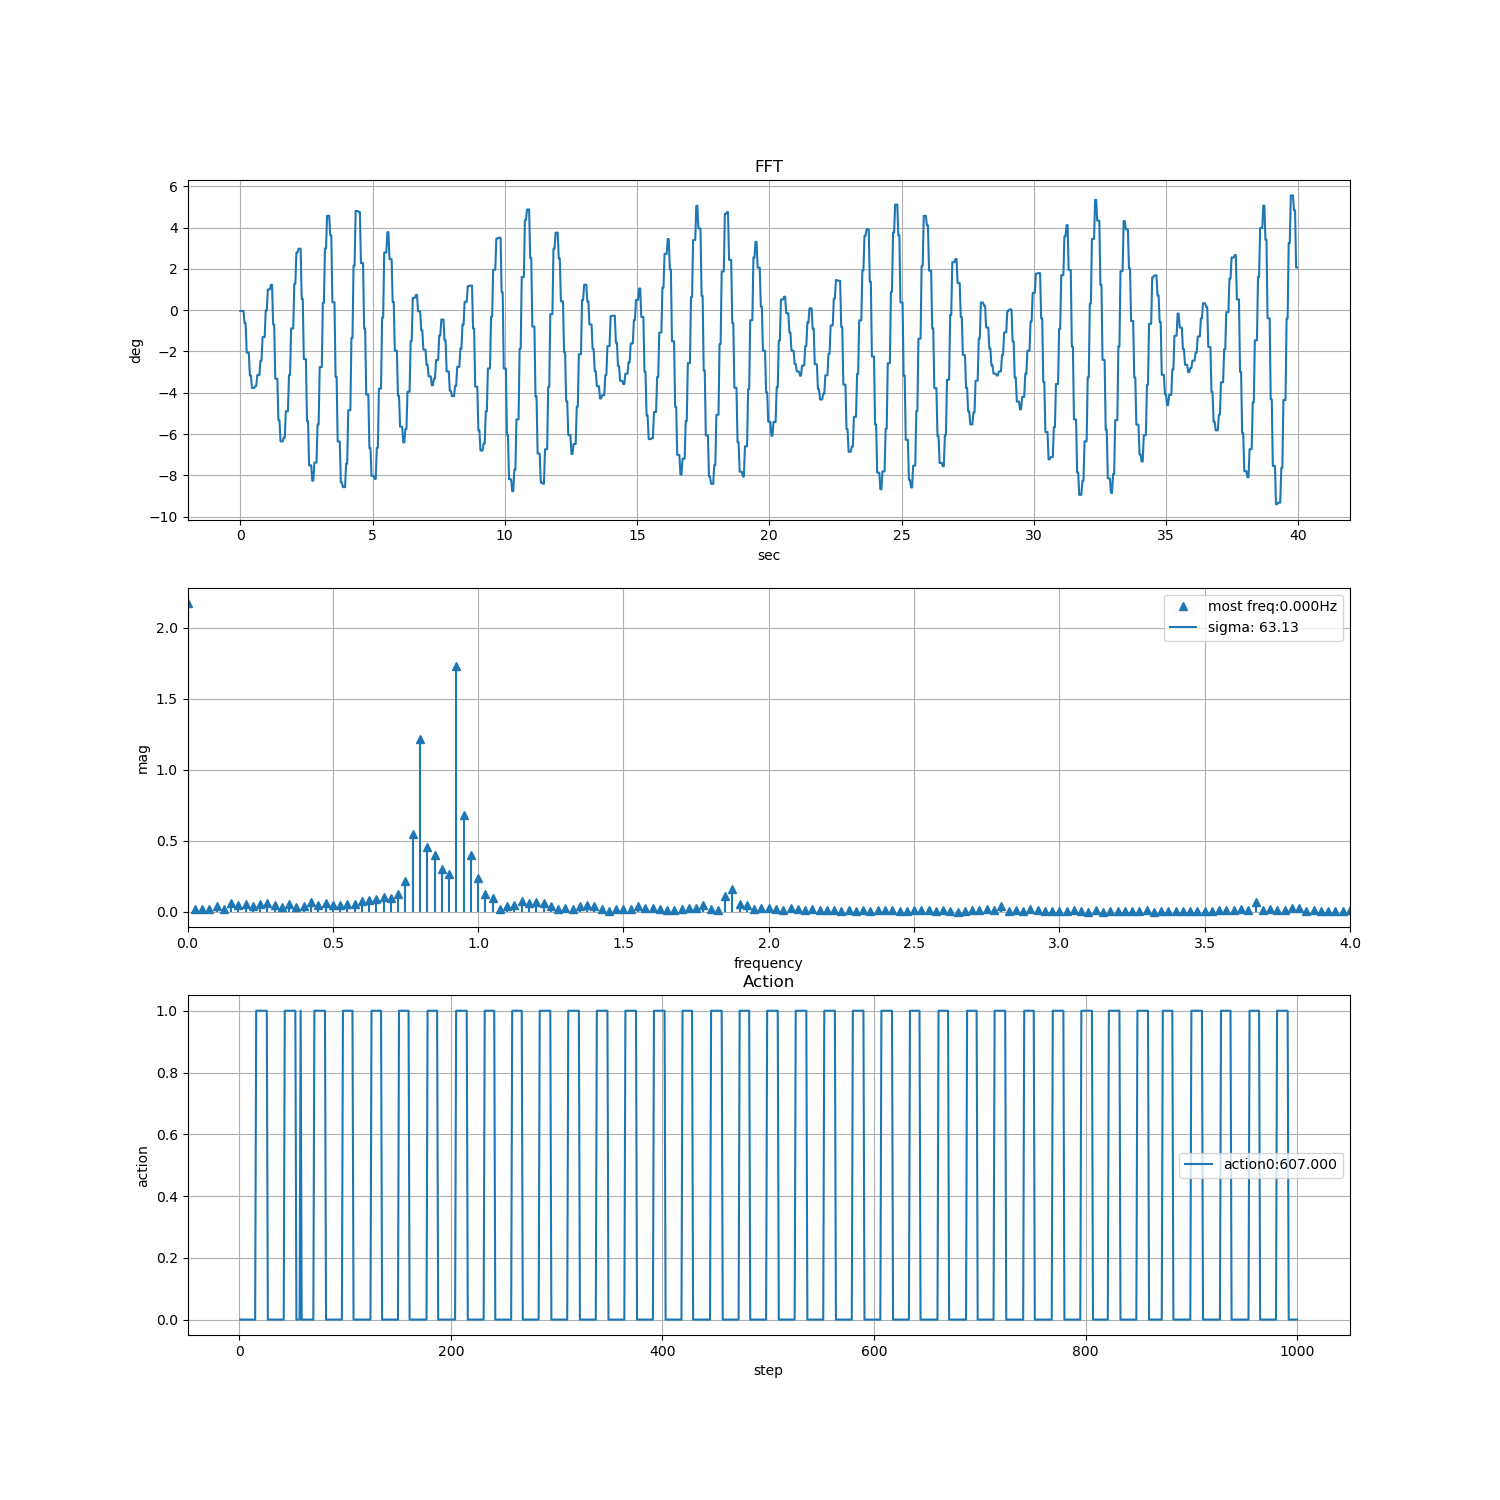 FFT
6
4
2
0
−2
−4
−6
−8
−10
deg
0 5 10 15 20 25 30 35 40
sec
most freq:0.000Hz
sigma: 63.13
2.0
1.5
1.0
0.5
0.0
mag
0.0 0.5 1.0 1.5 2.0 2.5 3.0 3.5 4.0
frequency
Action
1.0
0.8
0.6
0.4
0.2
0.0
action
action0:607.000
0 200 400 600 800 1000
step